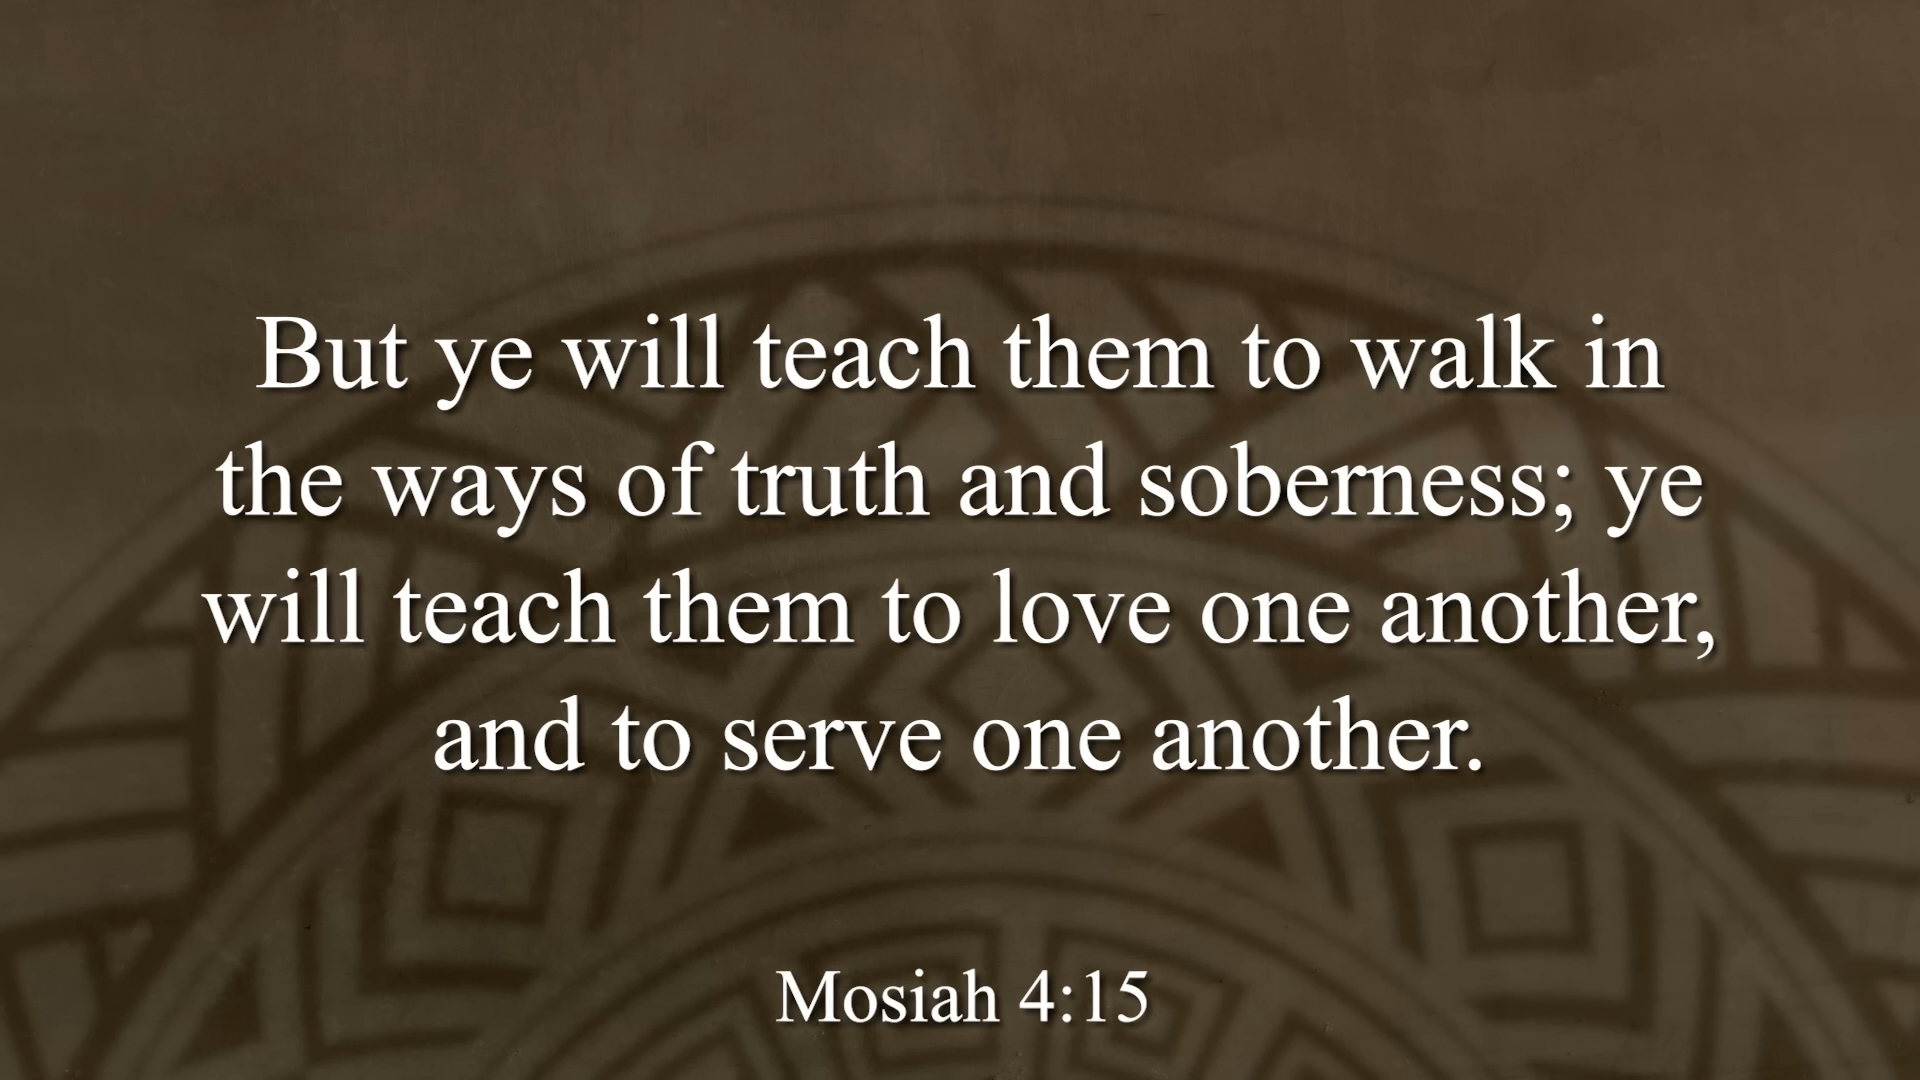 But ye will teach them to walk in
the ways of truth and soberness; ye
will teach them to love one another,
and to serve one another.
Mosiah 4:15